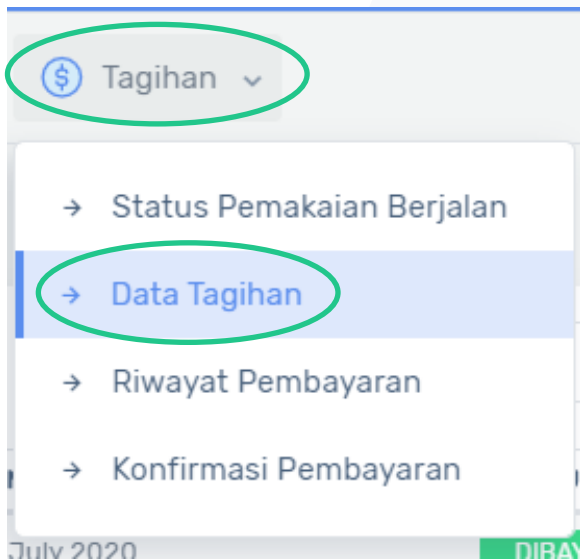 Tagihan
Status Pemakaian Berjalan
Data Tagihan
Riwayat Pembayaran
Konfirmasi Pembayaran
July 2020